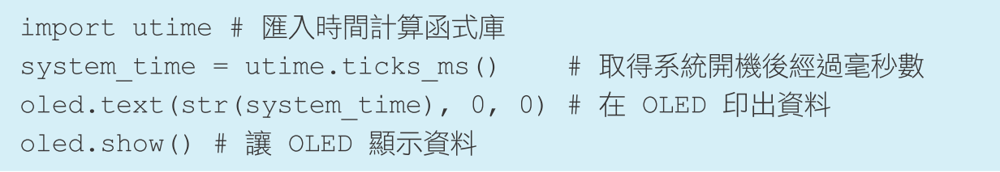 import utime # 匯入時間計算函式庫
system_time = utime.ticks_ms()    # 取得系統開機後經過毫秒數
oled.text(str(system_time), 0, 0) # 在 OLED 印出資料
oled.show() # 讓 OLED 顯示資料